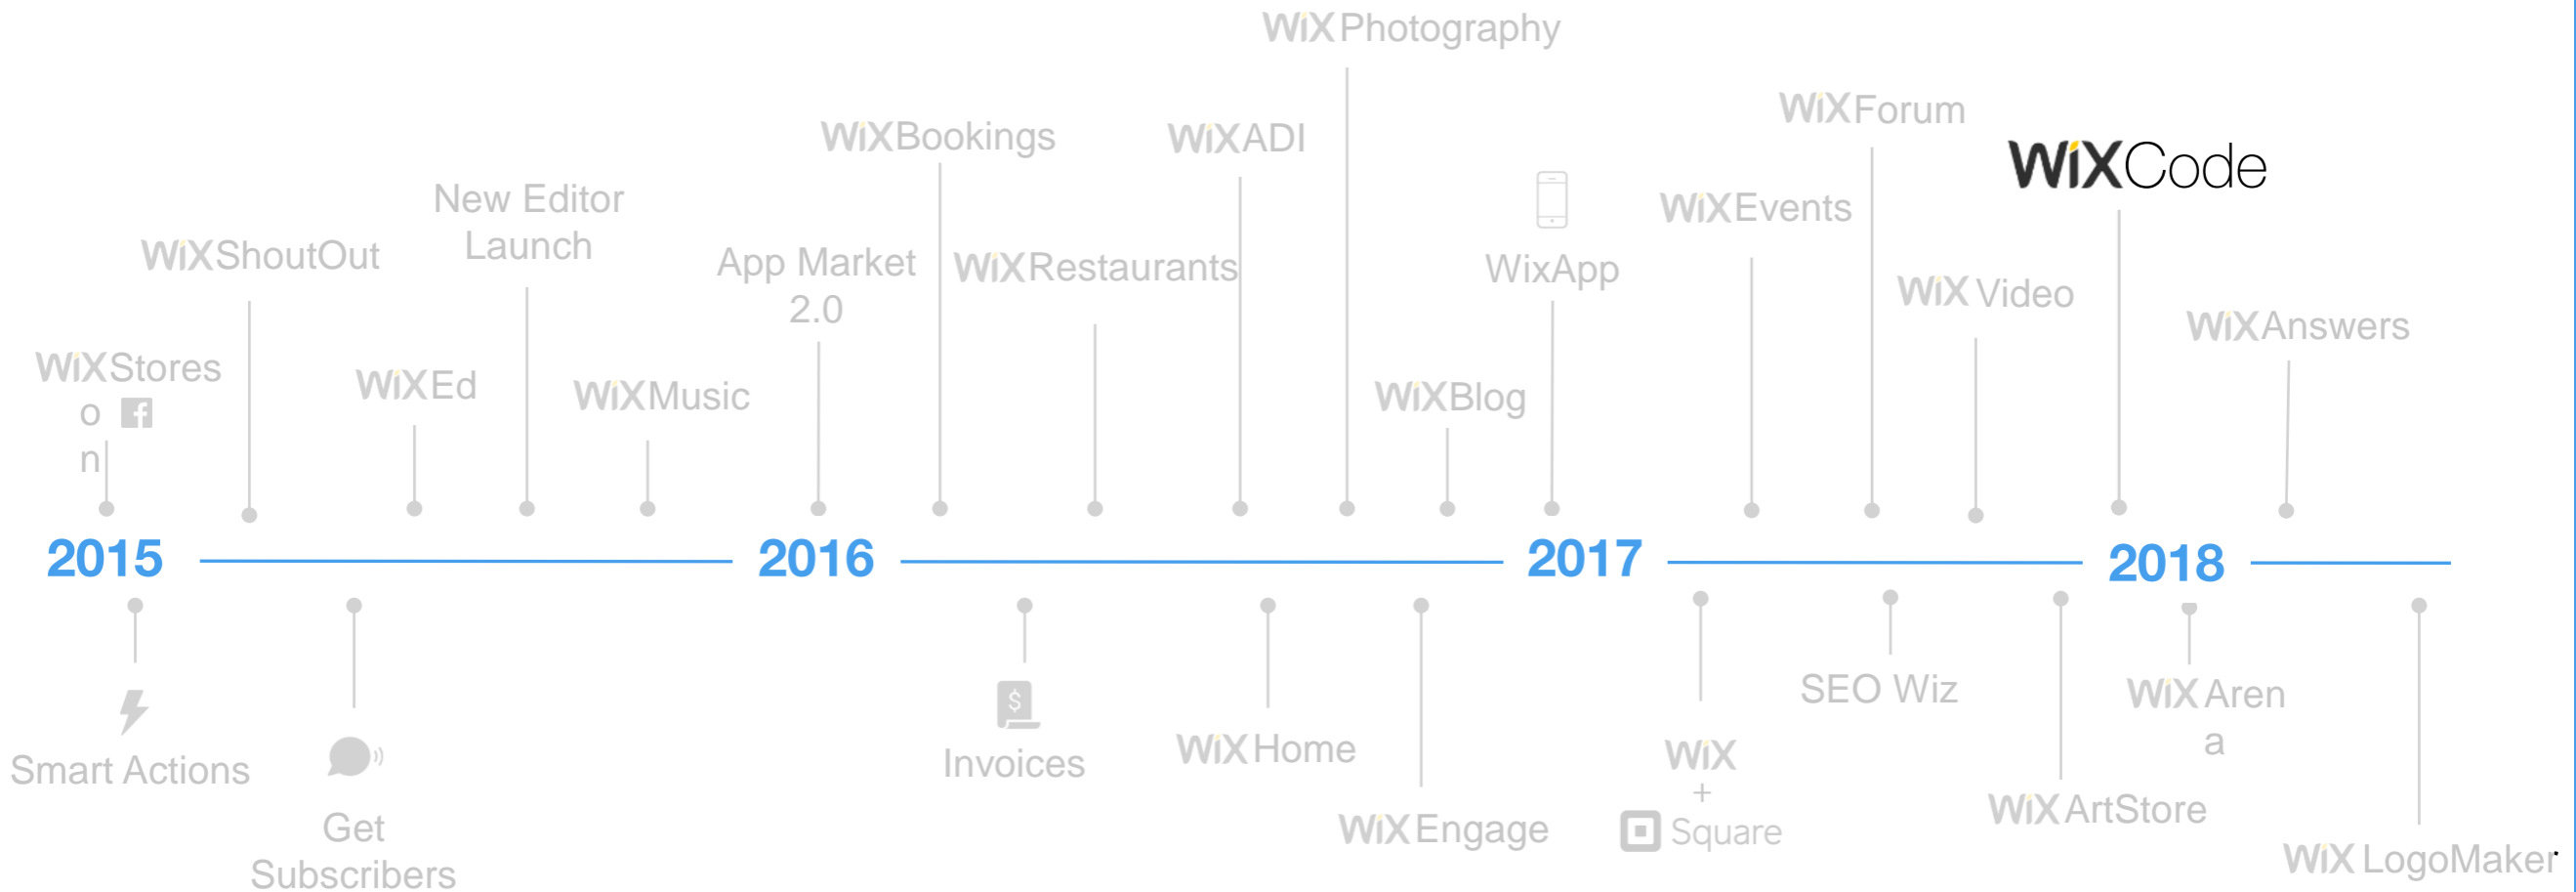 WiX Photography
WiX Forum
WiX Bookings
WiX ADI
WiX Code
New Editor
Launch
WiX Events
WiX ShoutOut
App Market
2.0
WiX Restaurants
WixApp
WiX Video
WiX Answers
WiX Stores
o
n
WiX Ed
WiX Music
WiX Blog
2015
2016
2017
2018
Smart Actions
Get
Subscribers
$
Invoices
WiX Home
WiX Engage
WiX
+
Square
SEO Wiz
WiX ArtStore
WiX Aren
a
WiX LogoMaker